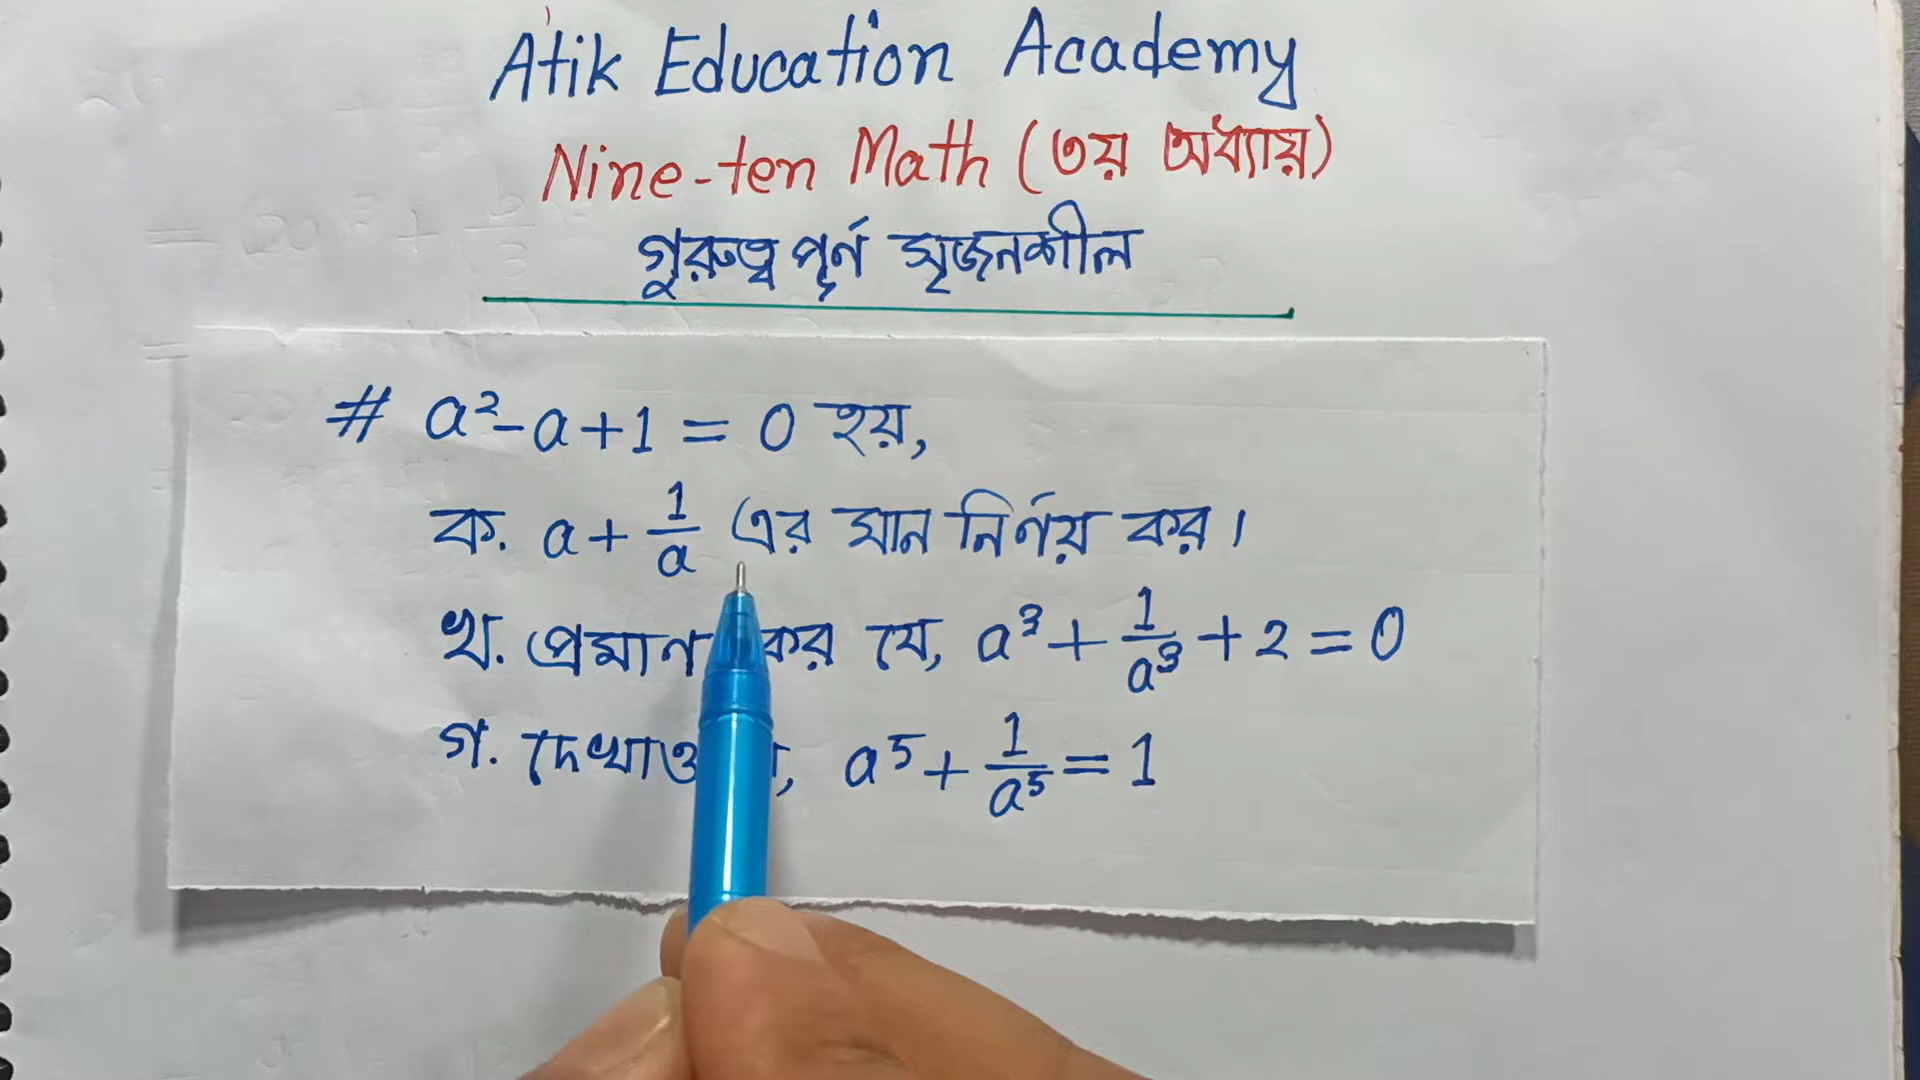 Atik Education Academy
Nine-ten Math (৩য় অধ্যায়)
গুরুত্বপূর্ন সৃজনশীল
# a²-a+1 = 0 হয়,
ক. a + 1/a এর মান নির্ণয় কর।
খ. প্রমাণ কর যে, a³ + 1/a³ + 2 = 0
গ. দেখাও, a⁵ + 1/a⁵ = 1